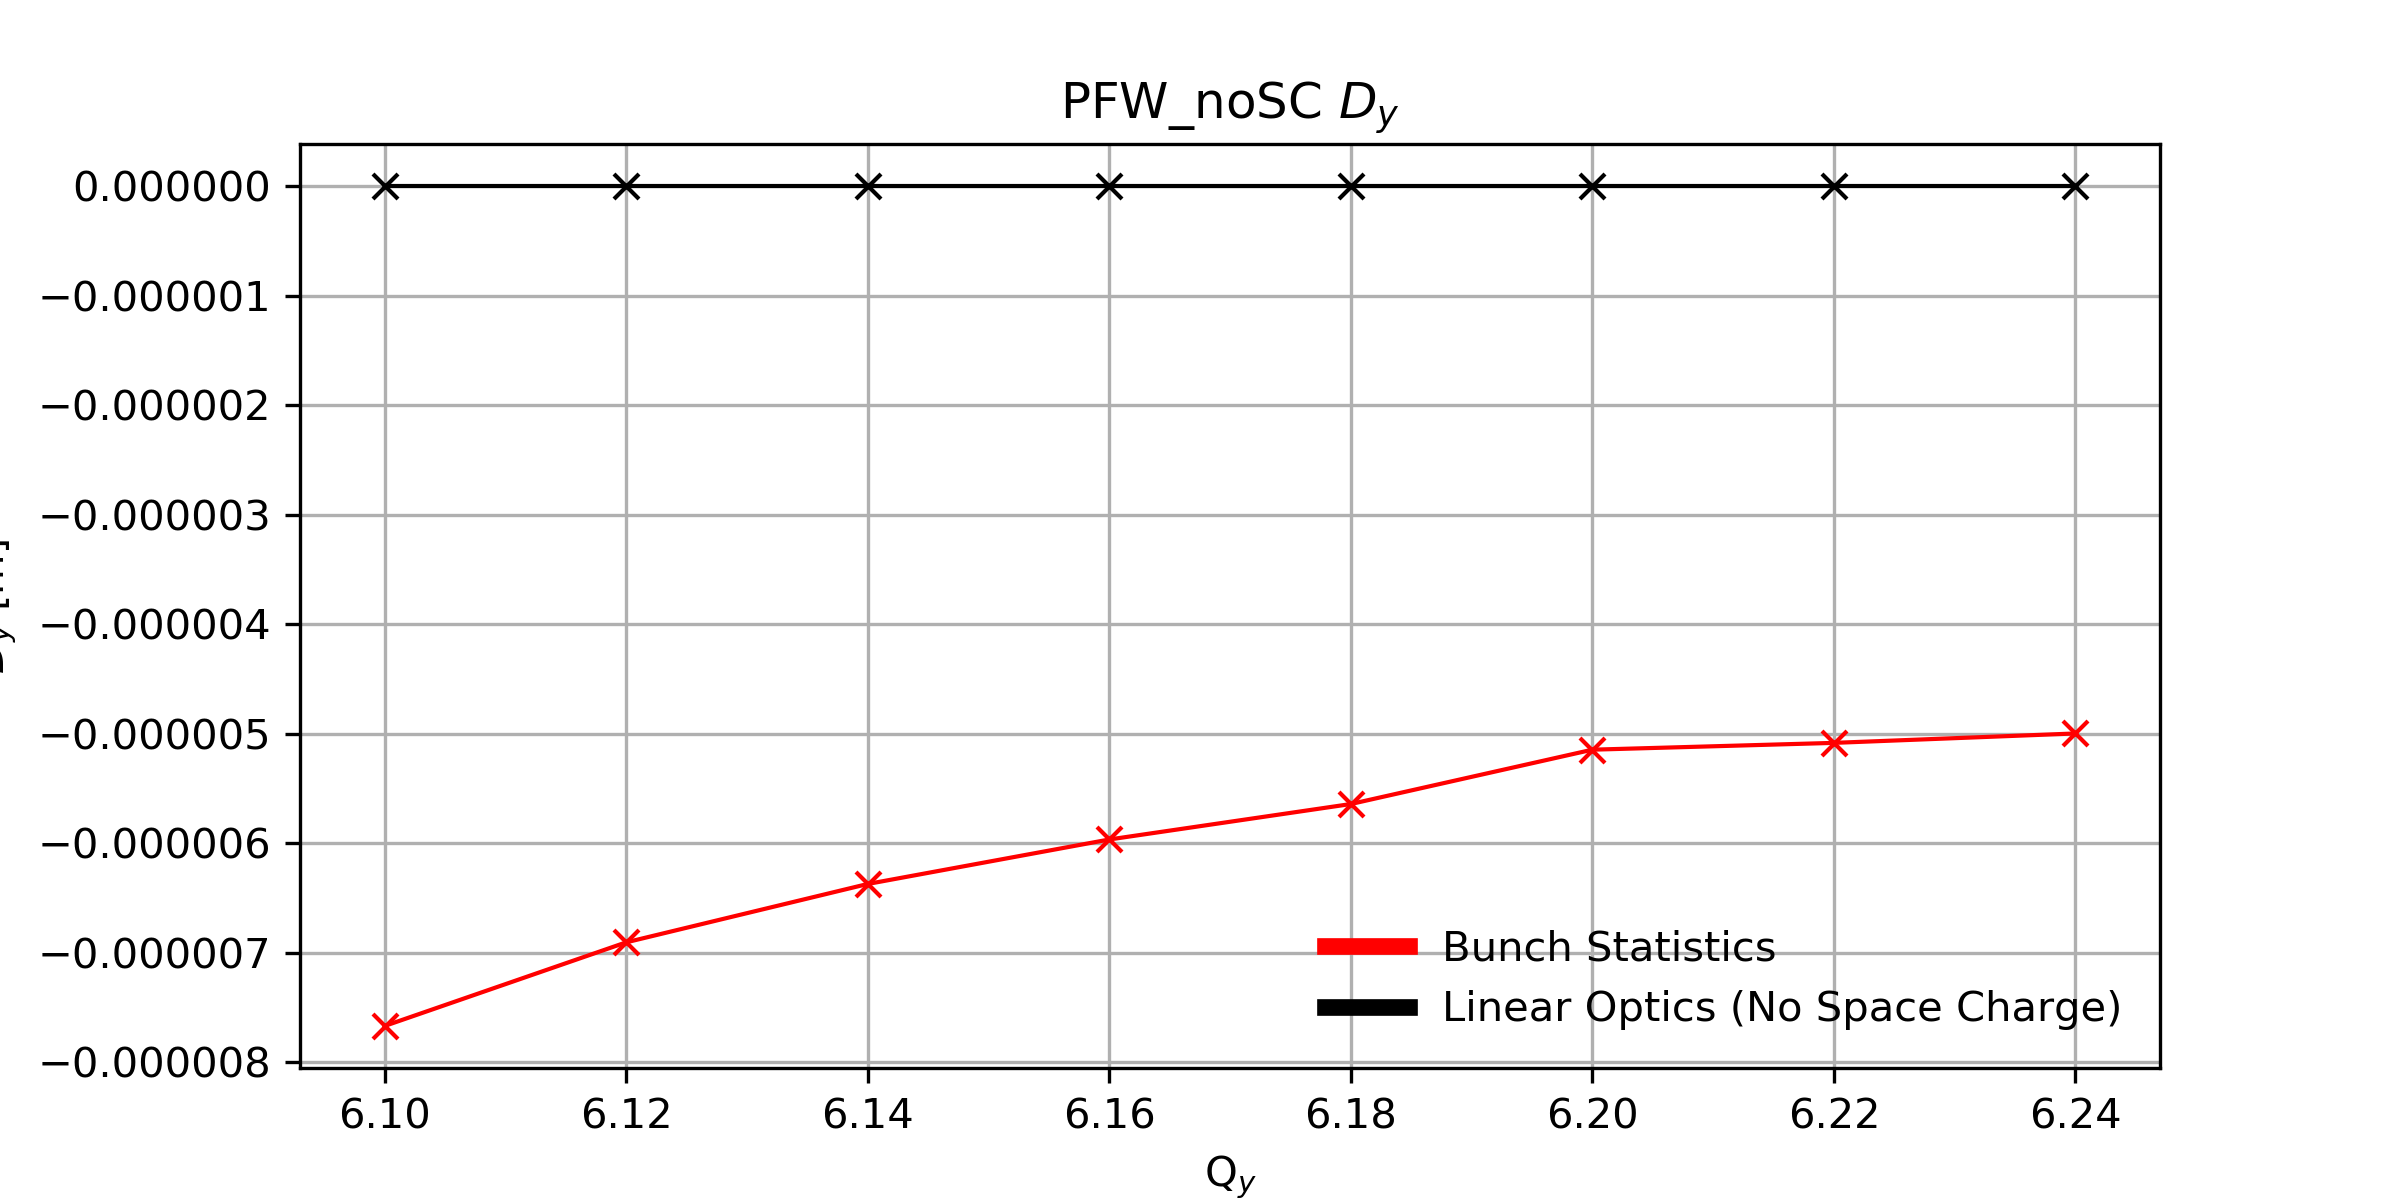 PFW_noSC Dy
0.000000
−0.000001
−0.000002
−0.000003
−0.000004
−0.000005
−0.000006
−0.000007
−0.000008
Bunch Statistics
Linear Optics (No Space Charge)
6.10 6.12 6.14 6.16 6.18 6.20 6.22 6.24
Qy